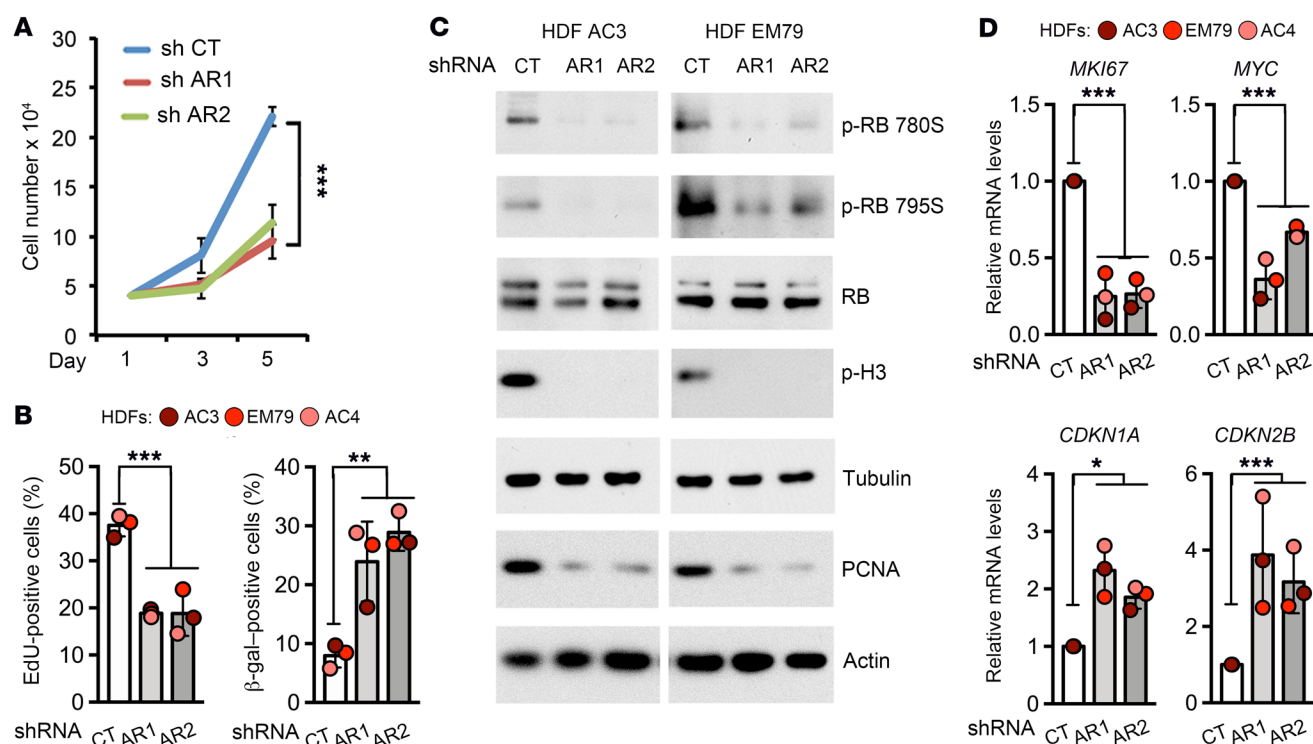 A
30
25
20
15
10
5
0
Cell number x 10⁴
sh CT
sh AR1
sh AR2
***
Day 1 3 5
B
HDFs: AC3 EM79 AC4
EdU-positive cells (%)
50
40
30
20
10
0
***
shRNA CT AR1 AR2
β-gal–positive cells (%)
40
30
20
10
0
**
CT AR1 AR2
C
HDF AC3 HDF EM79
shRNA CT AR1 AR2 CT AR1 AR2
p-RB 780S
p-RB 795S
RB
p-H3
Tubulin
PCNA
Actin
D
HDFs: AC3 EM79 AC4
MKI67
Relative mRNA levels
1.5
1.0
0.5
0.0
***
shRNA CT AR1 AR2
MYC
1.5
1.0
0.5
0.0
***
CT AR1 AR2
CDKN1A
Relative mRNA levels
4
3
2
1
0
*
shRNA CT AR1 AR2
CDKN2B
6
4
2
0
***
CT AR1 AR2